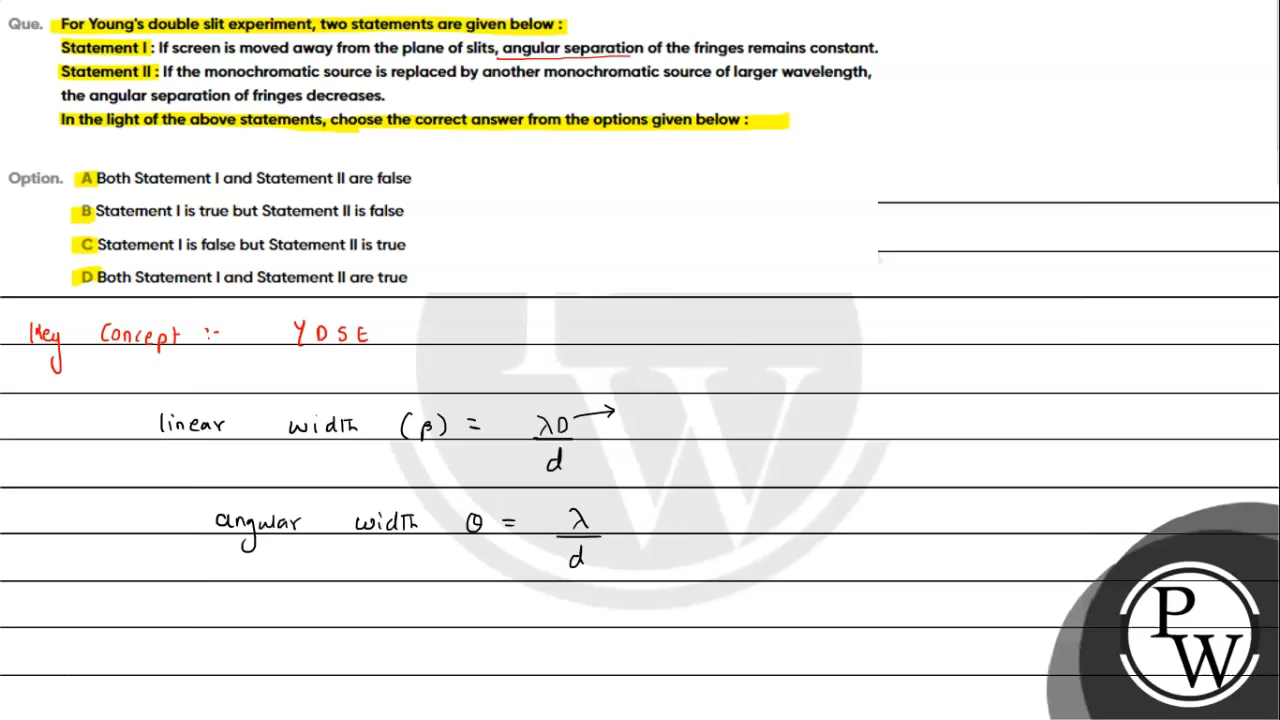 Que. For Young's double slit experiment, two statements are given below :
Statement I : If screen is moved away from the plane of slits, angular separation of the fringes remains constant.
Statement II : If the monochromatic source is replaced by another monochromatic source of larger wavelength,
the angular separation of fringes decreases.
In the light of the above statements, choose the correct answer from the options given below :
Option. A Both Statement I and Statement II are false
B Statement I is true but Statement II is false
C Statement I is false but Statement II is true
D Both Statement I and Statement II are true
Key Concept :- YDSE
linear width (β) = λD/d →
angular width θ = λ/d
PW